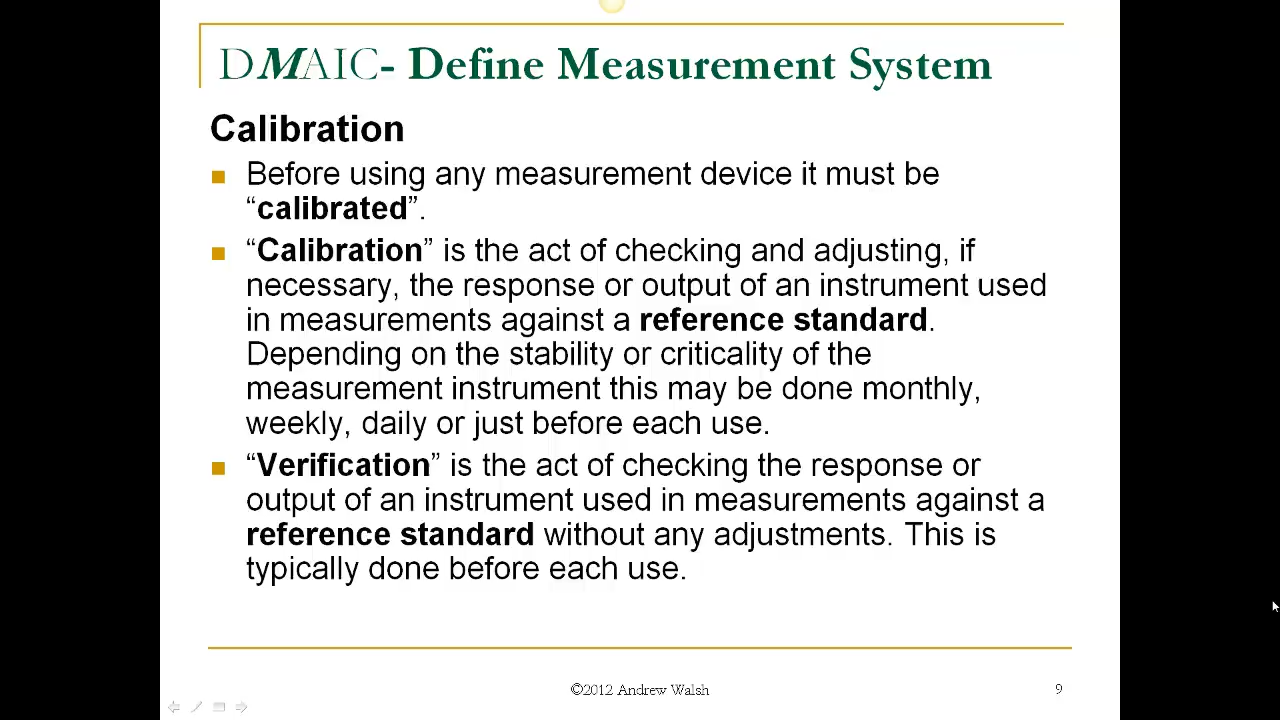 DMAIC- Define Measurement System
Calibration
Before using any measurement device it must be
“calibrated”.
“Calibration” is the act of checking and adjusting, if
necessary, the response or output of an instrument used
in measurements against a reference standard.
Depending on the stability or criticality of the
measurement instrument this may be done monthly,
weekly, daily or just before each use.
“Verification” is the act of checking the response or
output of an instrument used in measurements against a
reference standard without any adjustments. This is
typically done before each use.
©2012 Andrew Walsh
9